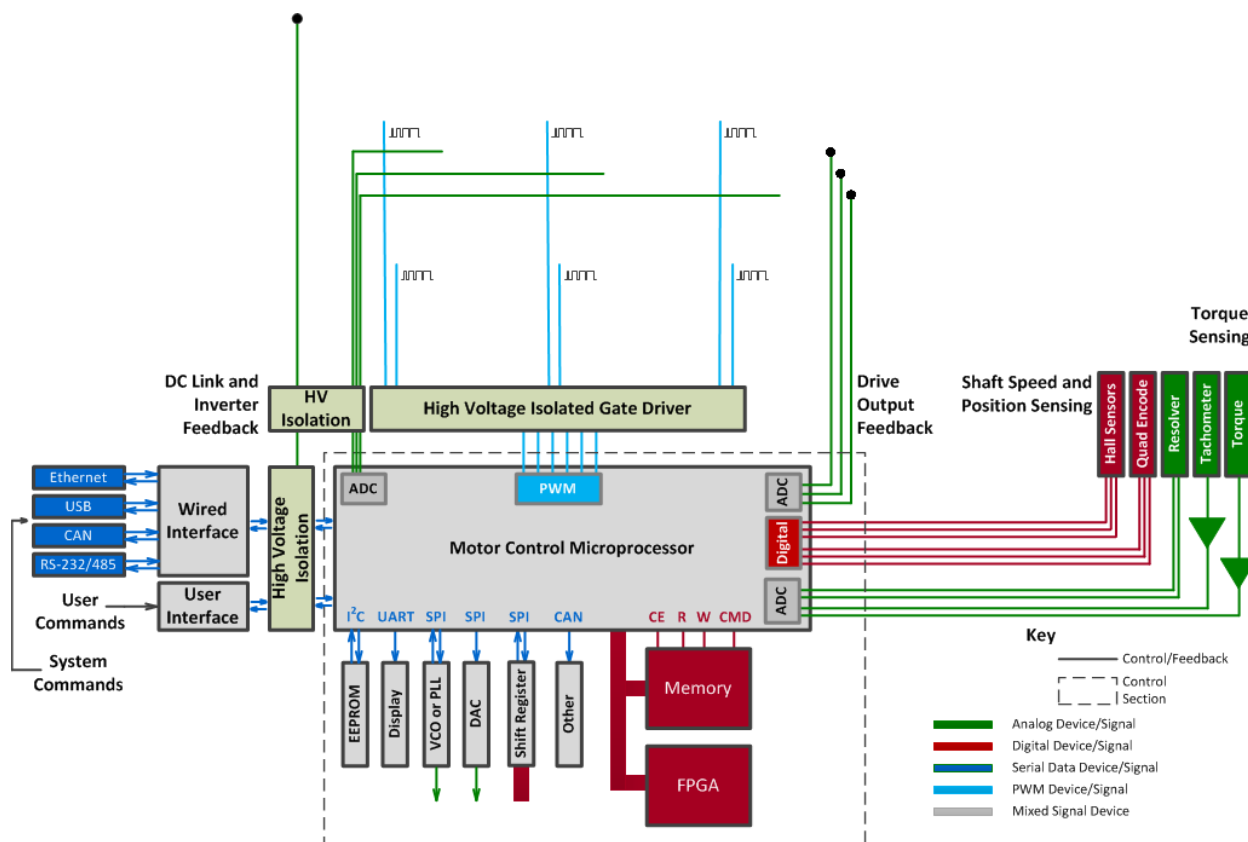 Torque
Sensing
DC Link and
Inverter
Feedback
HV
Isolation
High Voltage Isolated Gate Driver
Drive
Output
Feedback
Shaft Speed and
Position Sensing
Hall Sensors
Quad Encode
Resolver
Tachometer
Torque
Ethernet
USB
CAN
RS-232/485
Wired
Interface
High Voltage
Isolation
ADC
PWM
ADC
Motor Control Microprocessor
Digital
ADC
User
Commands
User
Interface
System
Commands
I²C UART SPI SPI SPI CAN CE R W CMD
EEPROM
Display
VCO or PLL
DAC
Shift Register
Other
Memory
FPGA
Key
Control/Feedback
Control
Section
Analog Device/Signal
Digital Device/Signal
Serial Data Device/Signal
PWM Device/Signal
Mixed Signal Device